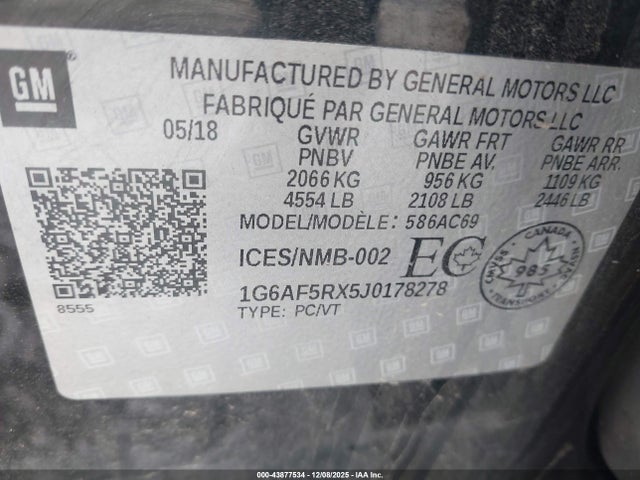 GM
MANUFACTURED BY GENERAL MOTORS LLC
FABRIQUÉ PAR GENERAL MOTORS LLC
05/18
GVWR GAWR FRT GAWR RR
PNBV PNBE AV. PNBE ARR.
2066 KG 956 KG 1109 KG
4554 LB 2108 LB 2446 LB
MODEL/MODÈLE: 586AC69
ICES/NMB-002 EC
CANADA
985
1G6AF5RX5J0178278
TYPE: PC/VT
8555
GM
000-43877534 | 12/08/2025 | IAA Inc.